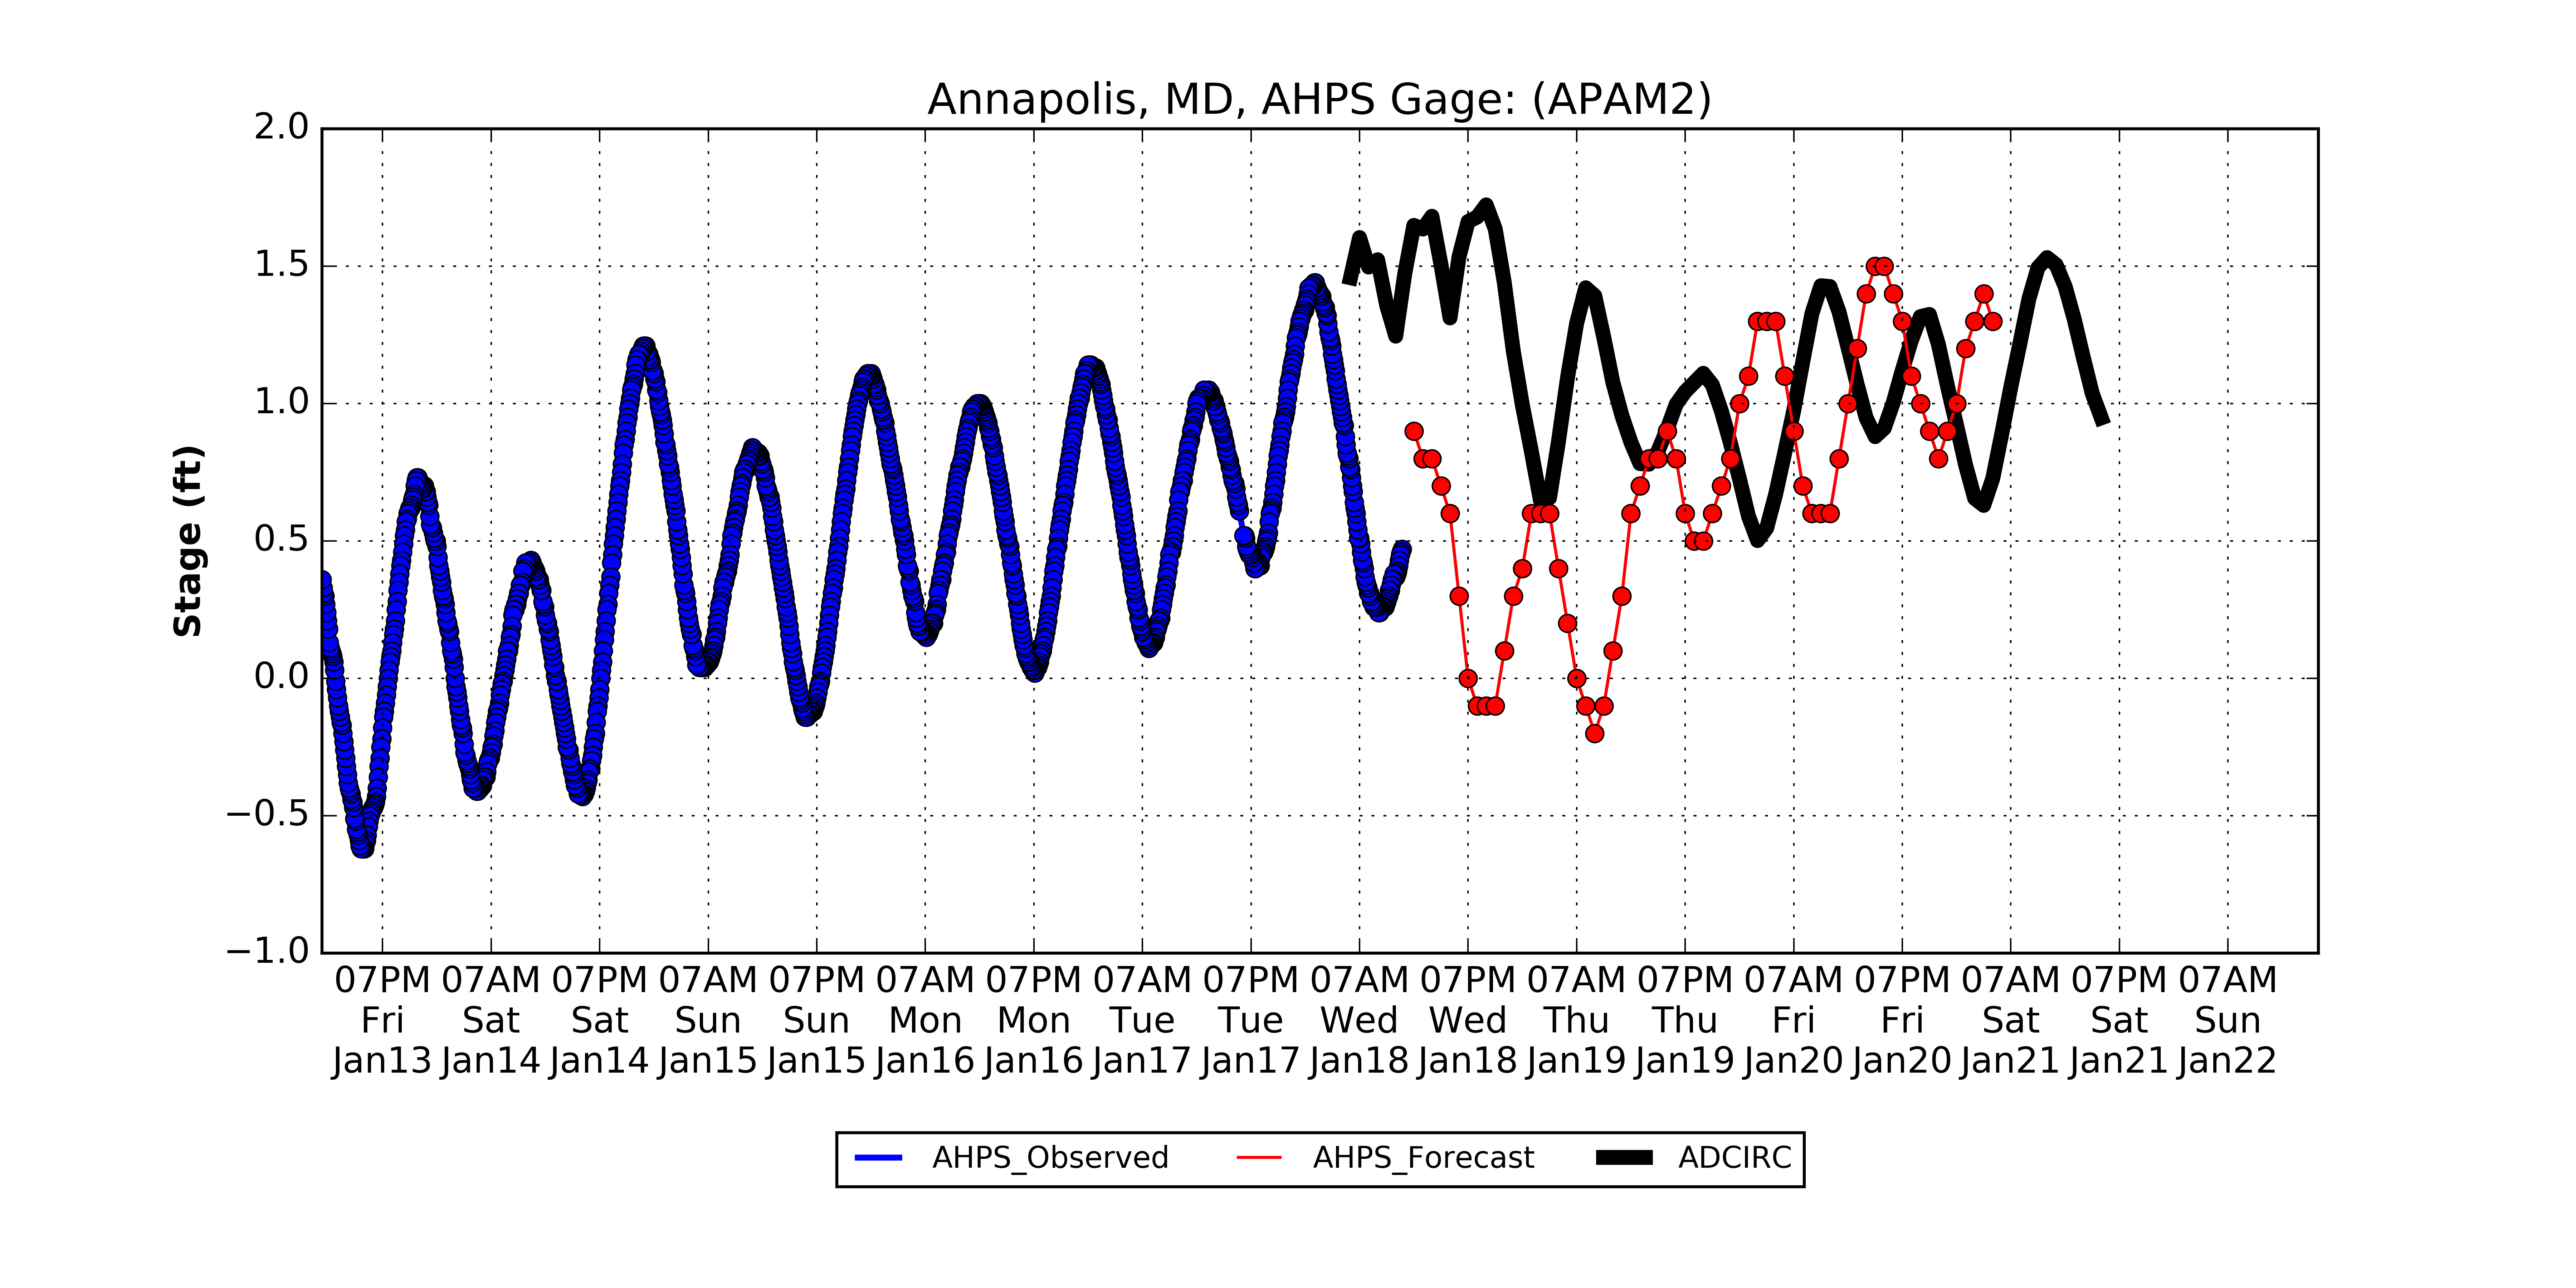 Annapolis, MD, AHPS Gage: (APAM2)
Stage (ft)
2.0
1.5
1.0
0.5
0.0
−0.5
−1.0
07PM 07AM 07PM 07AM 07PM 07AM 07PM 07AM 07PM 07AM 07PM 07AM 07PM 07AM 07PM 07AM 07PM 07AM
Fri Sat Sat Sun Sun Mon Mon Tue Tue Wed Wed Thu Thu Fri Fri Sat Sat Sun
Jan13 Jan14 Jan14 Jan15 Jan15 Jan16 Jan16 Jan17 Jan17 Jan18 Jan18 Jan19 Jan19 Jan20 Jan20 Jan21 Jan21 Jan22
AHPS_Observed AHPS_Forecast ADCIRC